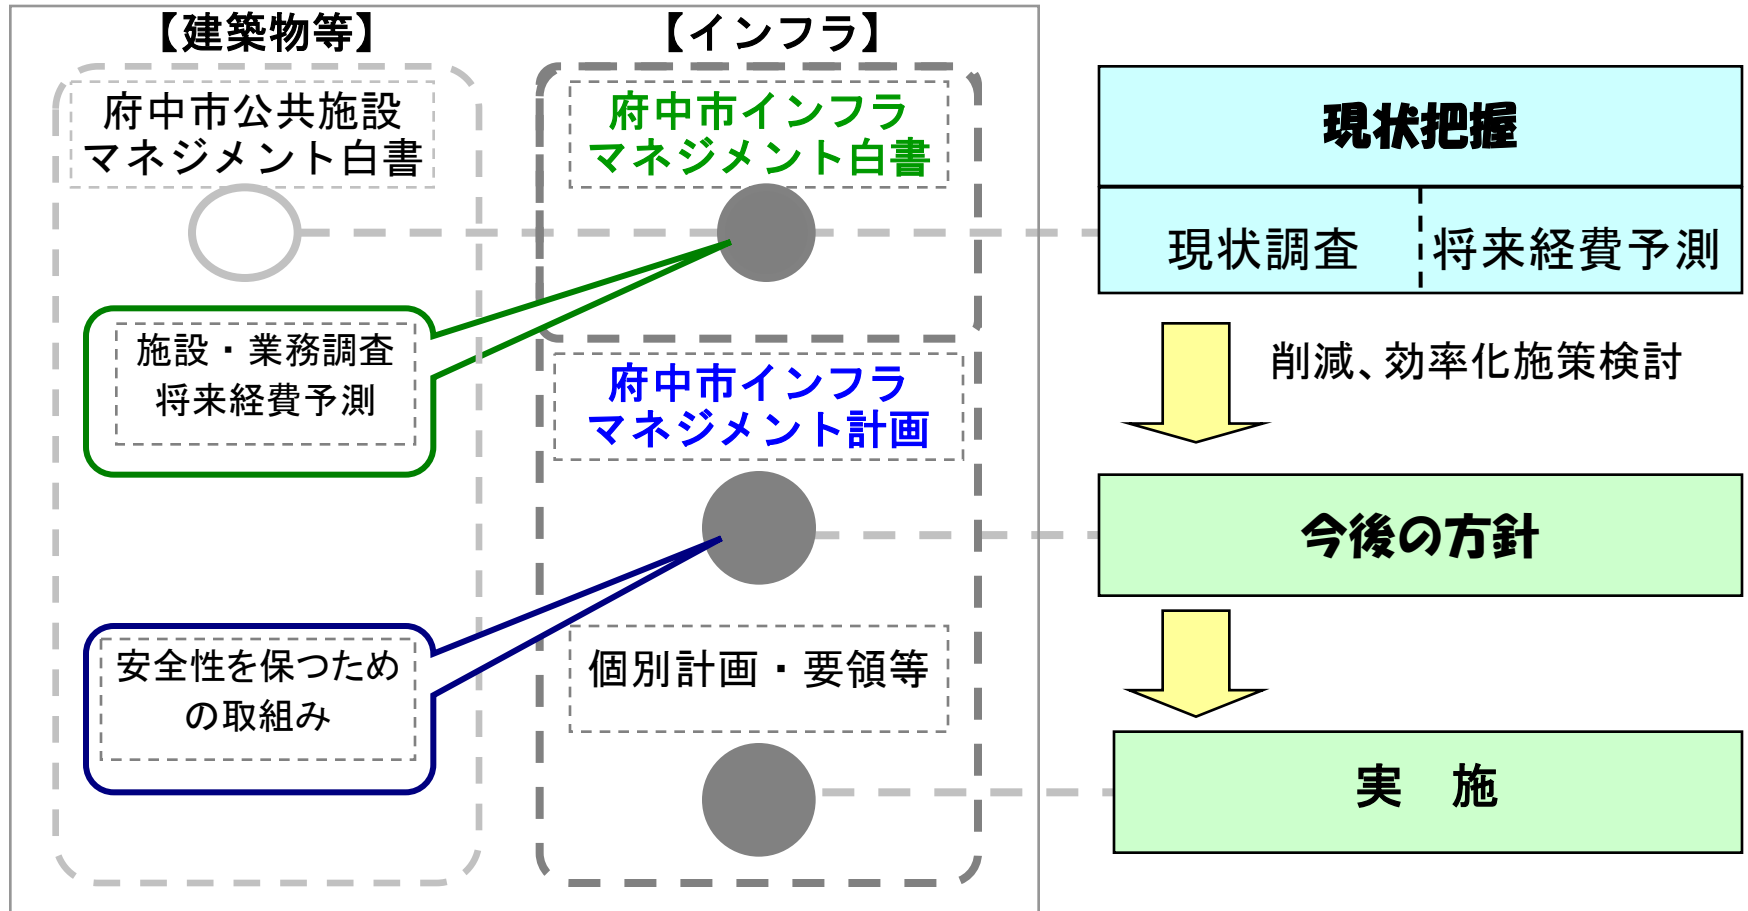 【建築物等】
【インフラ】
府中市公共施設
マネジメント白書
府中市インフラ
マネジメント白書
現状把握
現状調査
将来経費予測
施設・業務調査
将来経費予測
府中市インフラ
マネジメント計画
削減、効率化施策検討
今後の方針
安全性を保つため
の取組み
個別計画・要領等
実　施